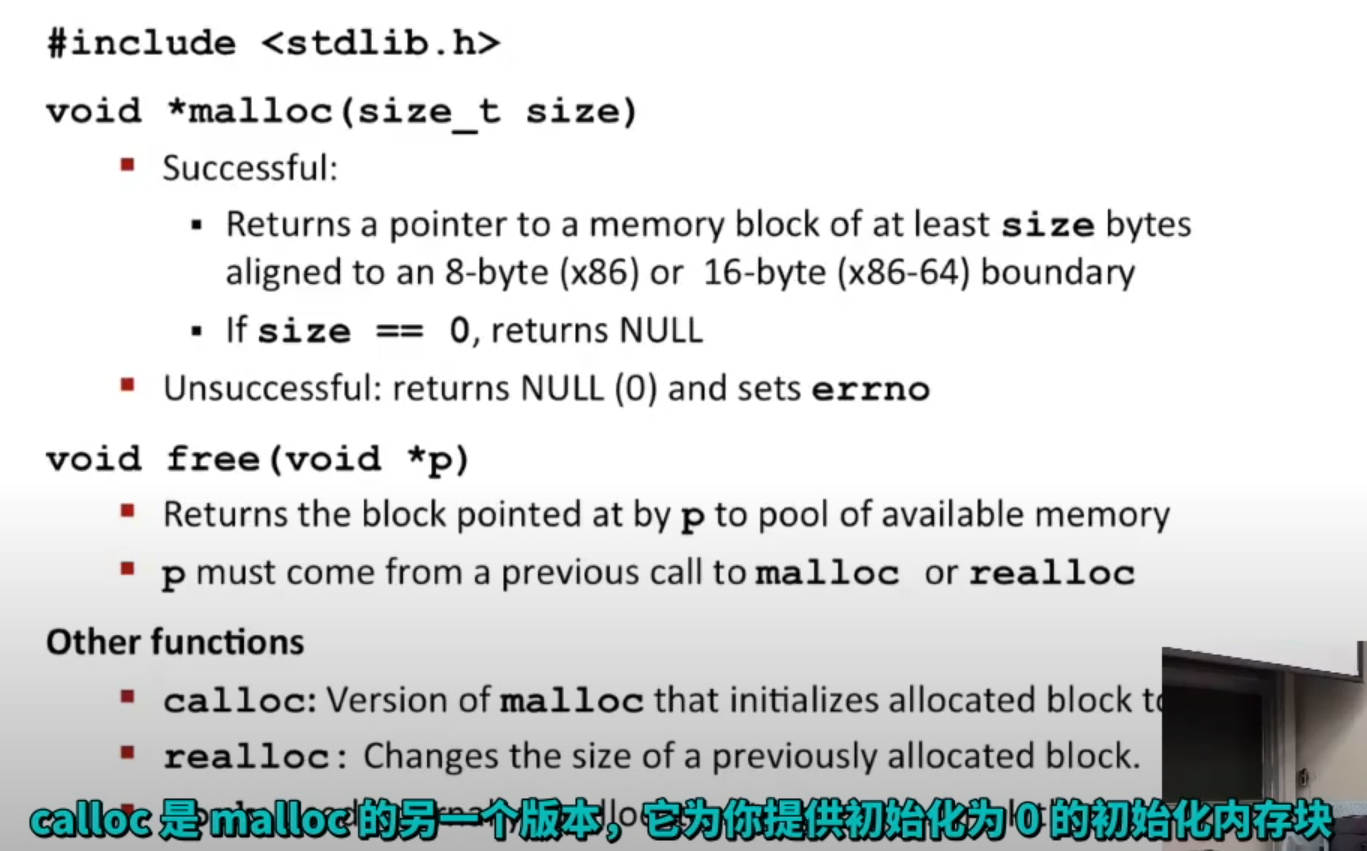 #include <stdlib.h>
void *malloc(size_t size)
▪ Successful:
▪ Returns a pointer to a memory block of at least size bytes
aligned to an 8-byte (x86) or 16-byte (x86-64) boundary
▪ If size == 0, returns NULL
▪ Unsuccessful: returns NULL (0) and sets errno
void free(void *p)
▪ Returns the block pointed at by p to pool of available memory
▪ p must come from a previous call to malloc or realloc
Other functions
▪ calloc: Version of malloc that initializes allocated block
▪ realloc: Changes the size of a previously allocated block.
calloc 是 malloc 的另一个版本，它为你提供初始化为 0 的初始化内存块